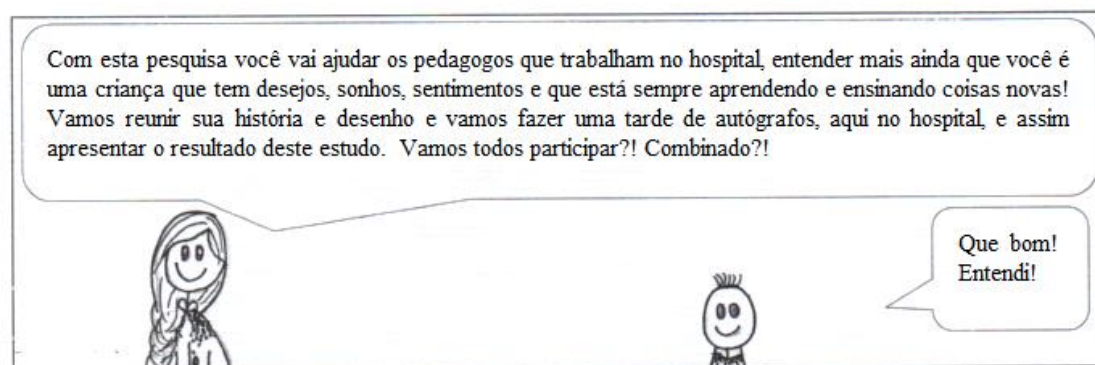 Com esta pesquisa você vai ajudar os pedagogos que trabalham no hospital, entender mais ainda que você é
uma criança que tem desejos, sonhos, sentimentos e que está sempre aprendendo e ensinando coisas novas!
Vamos reunir sua história e desenho e vamos fazer uma tarde de autógrafos, aqui no hospital, e assim
apresentar o resultado deste estudo. Vamos todos participar?! Combinado?!
Que bom!
Entendi!